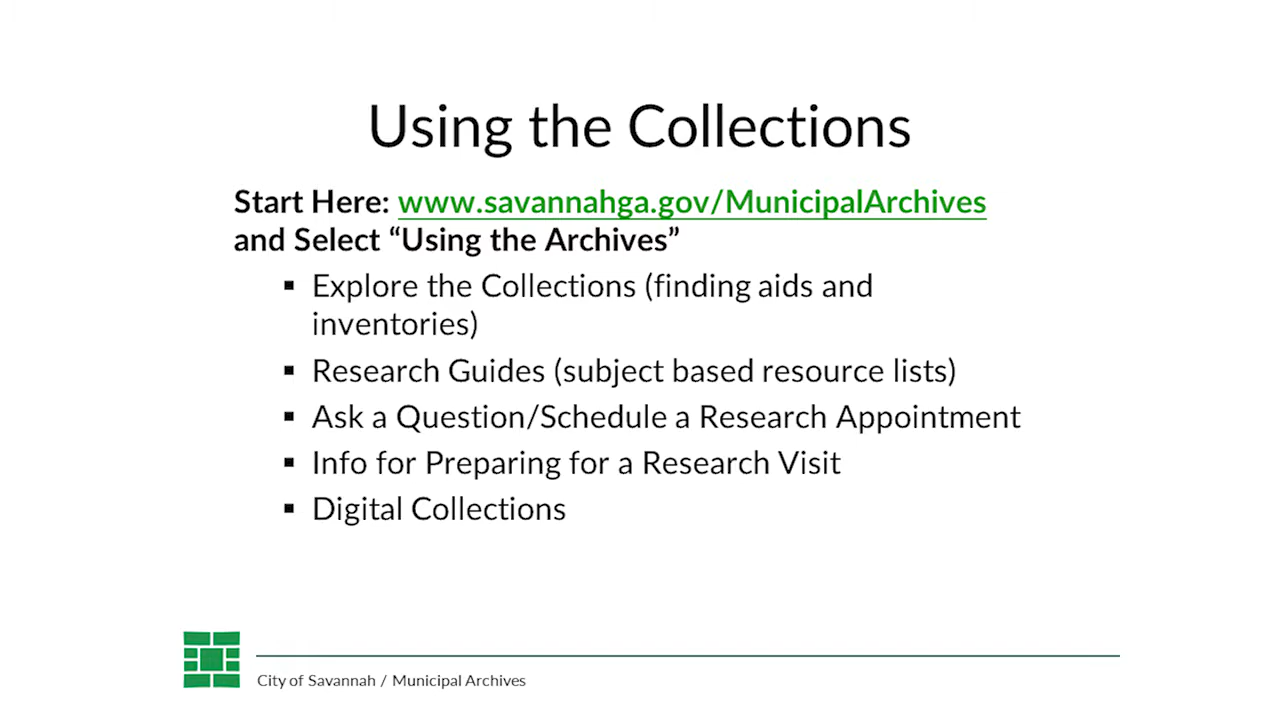 Using the Collections
Start Here: www.savannahga.gov/MunicipalArchives
and Select “Using the Archives”
▪ Explore the Collections (finding aids and
inventories)
▪ Research Guides (subject based resource lists)
▪ Ask a Question/Schedule a Research Appointment
▪ Info for Preparing for a Research Visit
▪ Digital Collections
City of Savannah / Municipal Archives